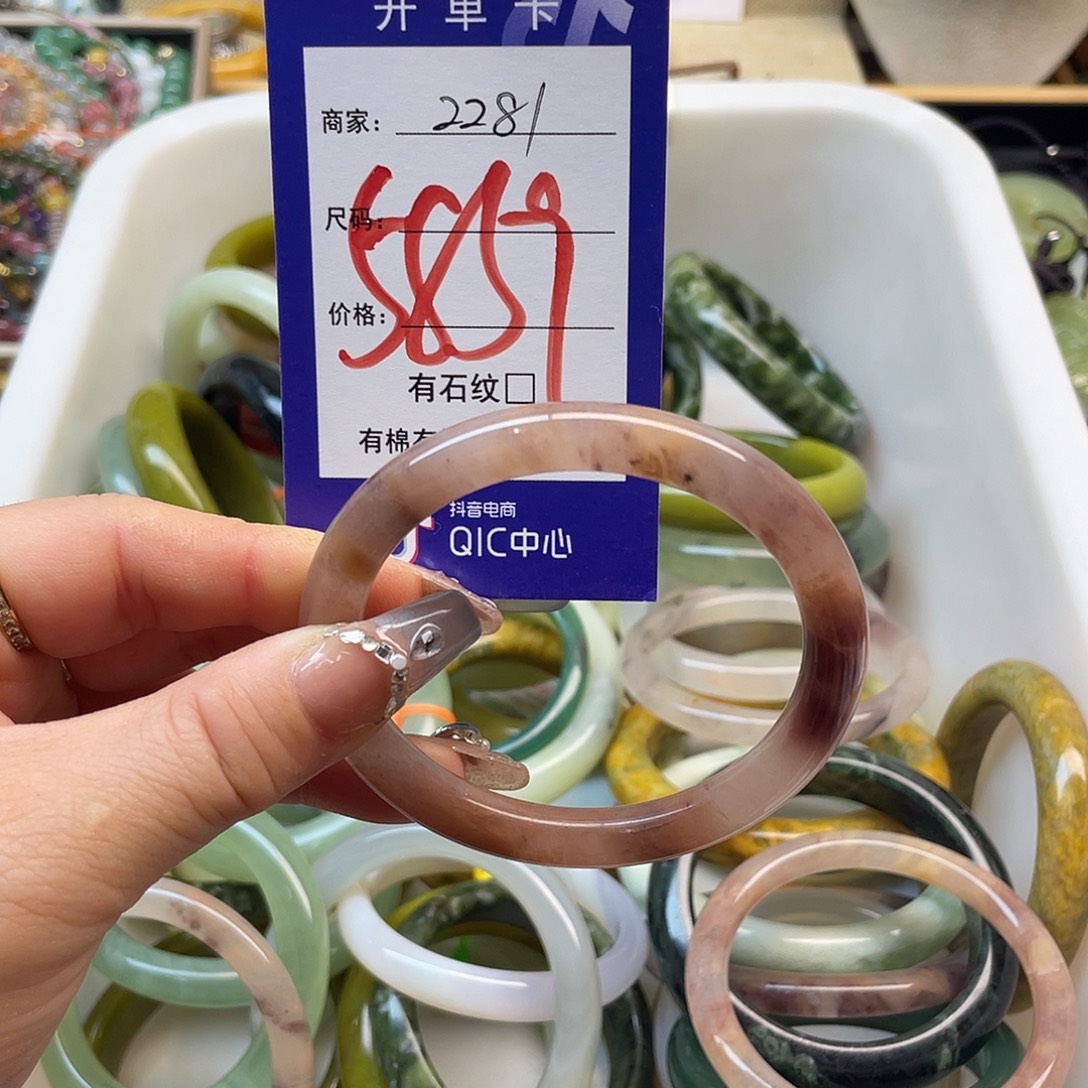 开单卡
商家: 2281
尺码:
5859
价格:
有石纹□
有棉
抖音电商
QIC中心